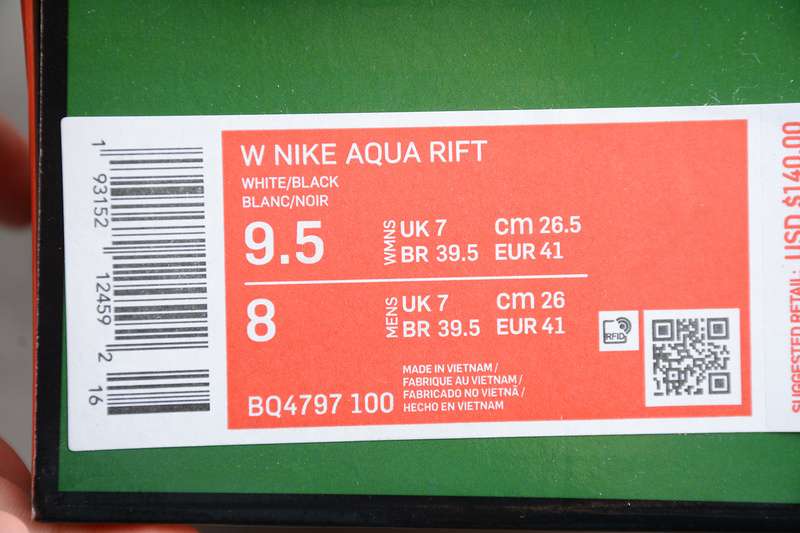 W NIKE AQUA RIFT
WHITE/BLACK
BLANC/NOIR
9.5
WMNS
UK 7 cm 26.5
BR 39.5 EUR 41
8
MENS
UK 7 cm 26
BR 39.5 EUR 41
RFID
MADE IN VIETNAM /
FABRIQUE AU VIETNAM /
FABRICADO NO VIETNÃ /
HECHO EN VIETNAM
BQ4797 100
1 93152 12459 2 16
SUGGESTED RETAIL: USD $140.00